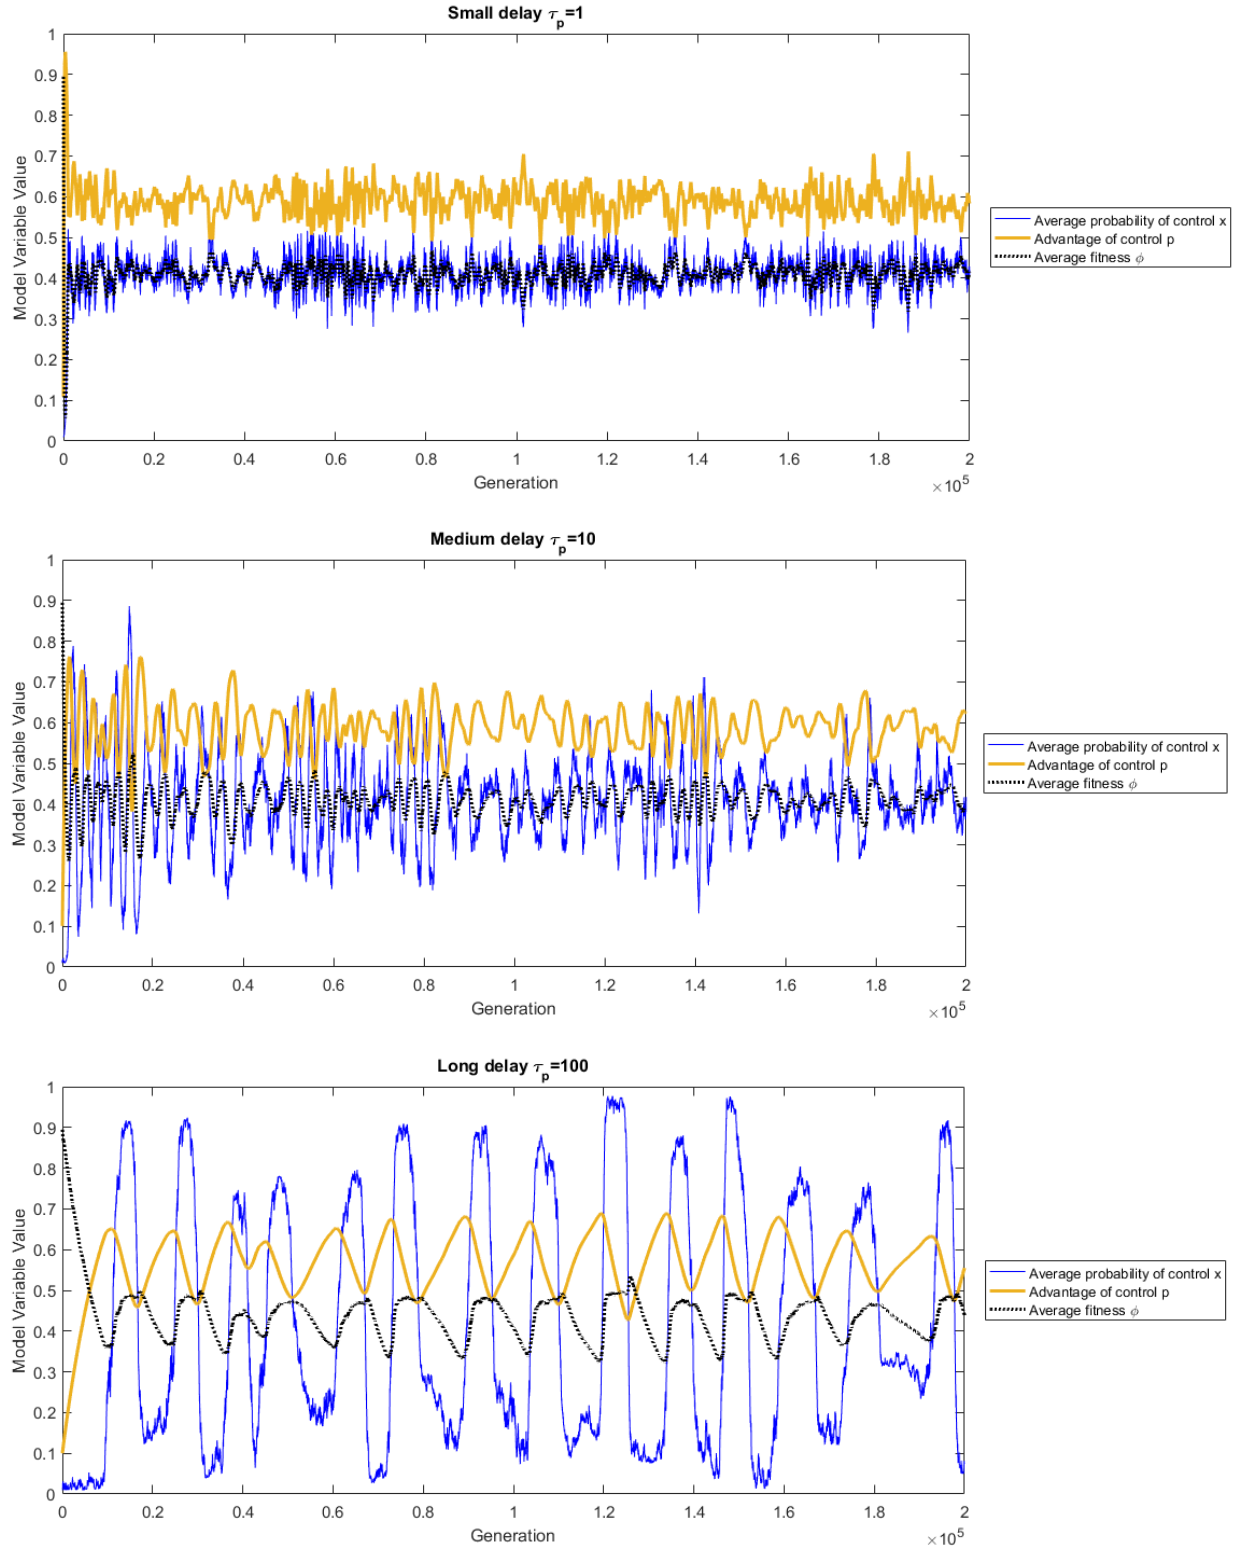 Small delay τp=1
1
0.9
0.8
0.7
0.6
0.5
0.4
0.3
0.2
0.1
0
Model Variable Value
0 0.2 0.4 0.6 0.8 1 1.2 1.4 1.6 1.8 2
Generation
×10^5
Average probability of control x
Advantage of control p
Average fitness ϕ
Medium delay τp=10
1
0.9
0.8
0.7
0.6
0.5
0.4
0.3
0.2
0.1
0
Model Variable Value
0 0.2 0.4 0.6 0.8 1 1.2 1.4 1.6 1.8 2
Generation
×10^5
Average probability of control x
Advantage of control p
Average fitness ϕ
Long delay τp=100
1
0.9
0.8
0.7
0.6
0.5
0.4
0.3
0.2
0.1
0
Model Variable Value
0 0.2 0.4 0.6 0.8 1 1.2 1.4 1.6 1.8 2
Generation
×10^5
Average probability of control x
Advantage of control p
Average fitness ϕ